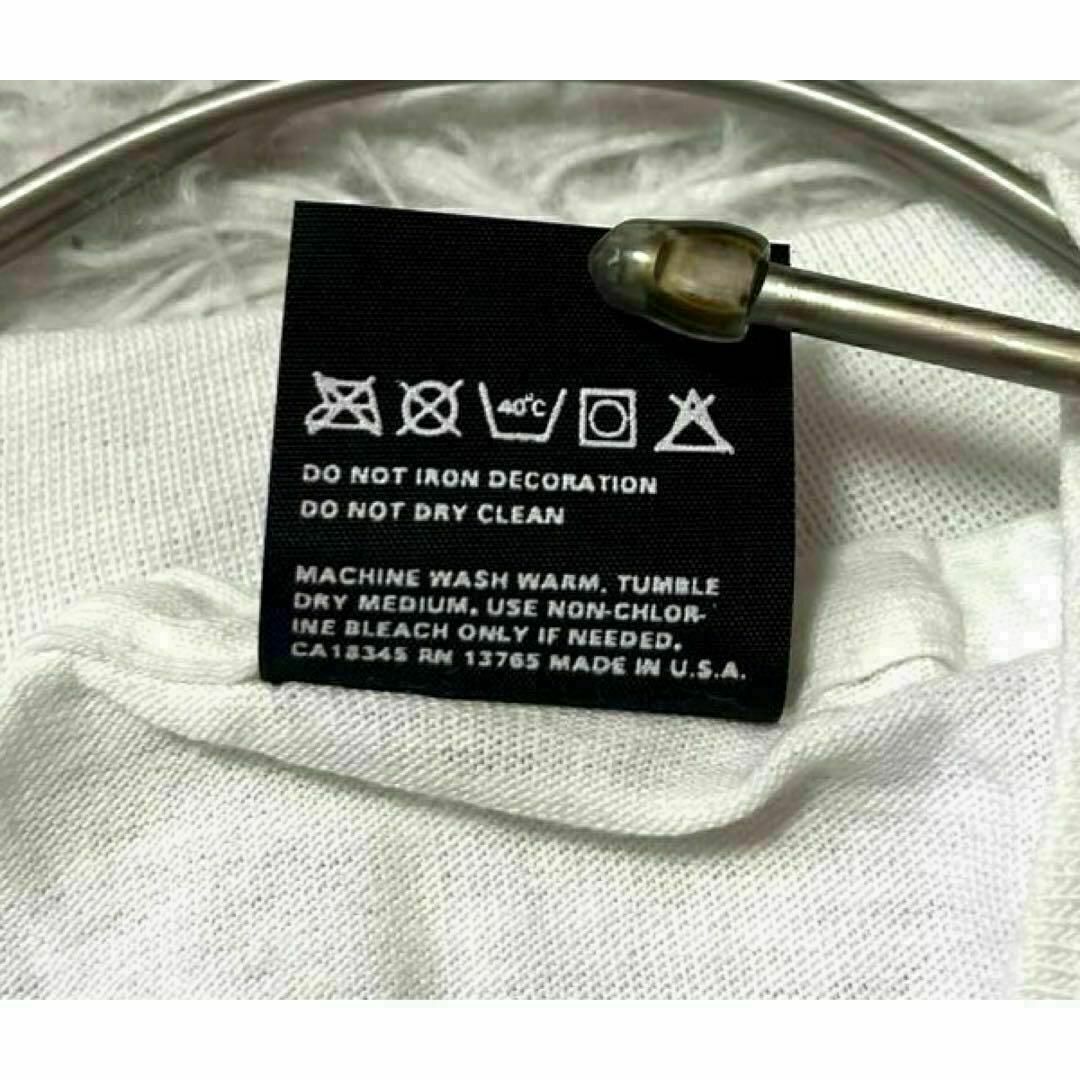 40°C
DO NOT IRON DECORATION
DO NOT DRY CLEAN
MACHINE WASH WARM. TUMBLE
DRY MEDIUM. USE NON-CHLOR-
INE BLEACH ONLY IF NEEDED.
CA18345 RN 13765 MADE IN U.S.A.